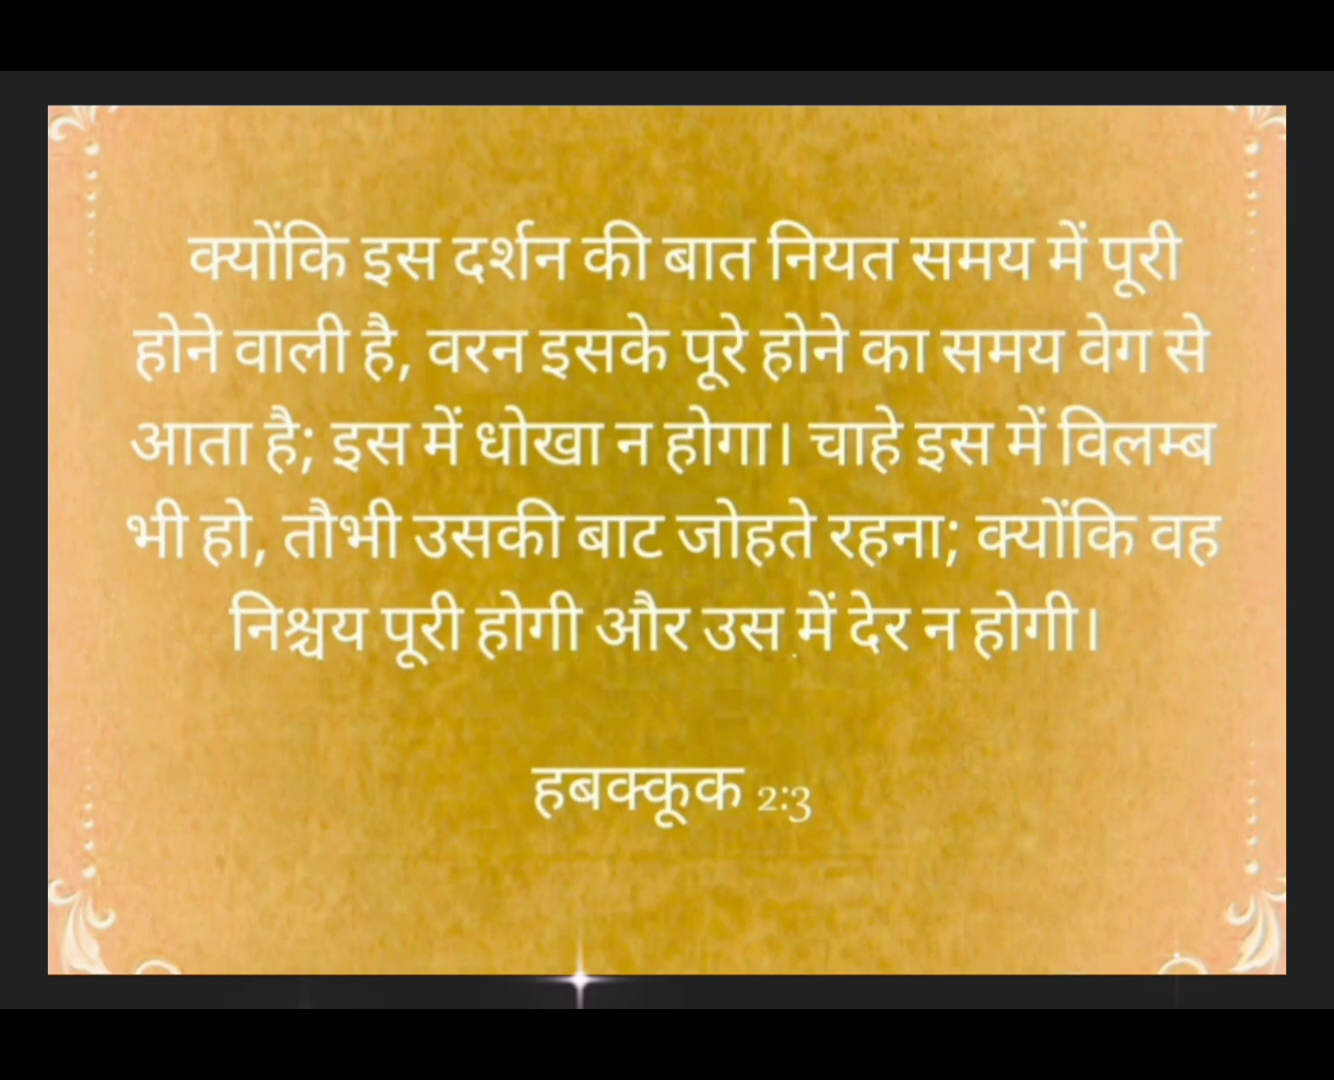 क्योंकि इस दर्शन की बात नियत समय में पूरी
होने वाली है, वरन इसके पूरे होने का समय वेग से
आता है; इस में धोखा न होगा। चाहे इस में विलम्ब
भी हो, तौभी उसकी बाट जोहते रहना; क्योंकि वह
निश्चय पूरी होगी और उस में देर न होगी।
हबक्कूक 2:3